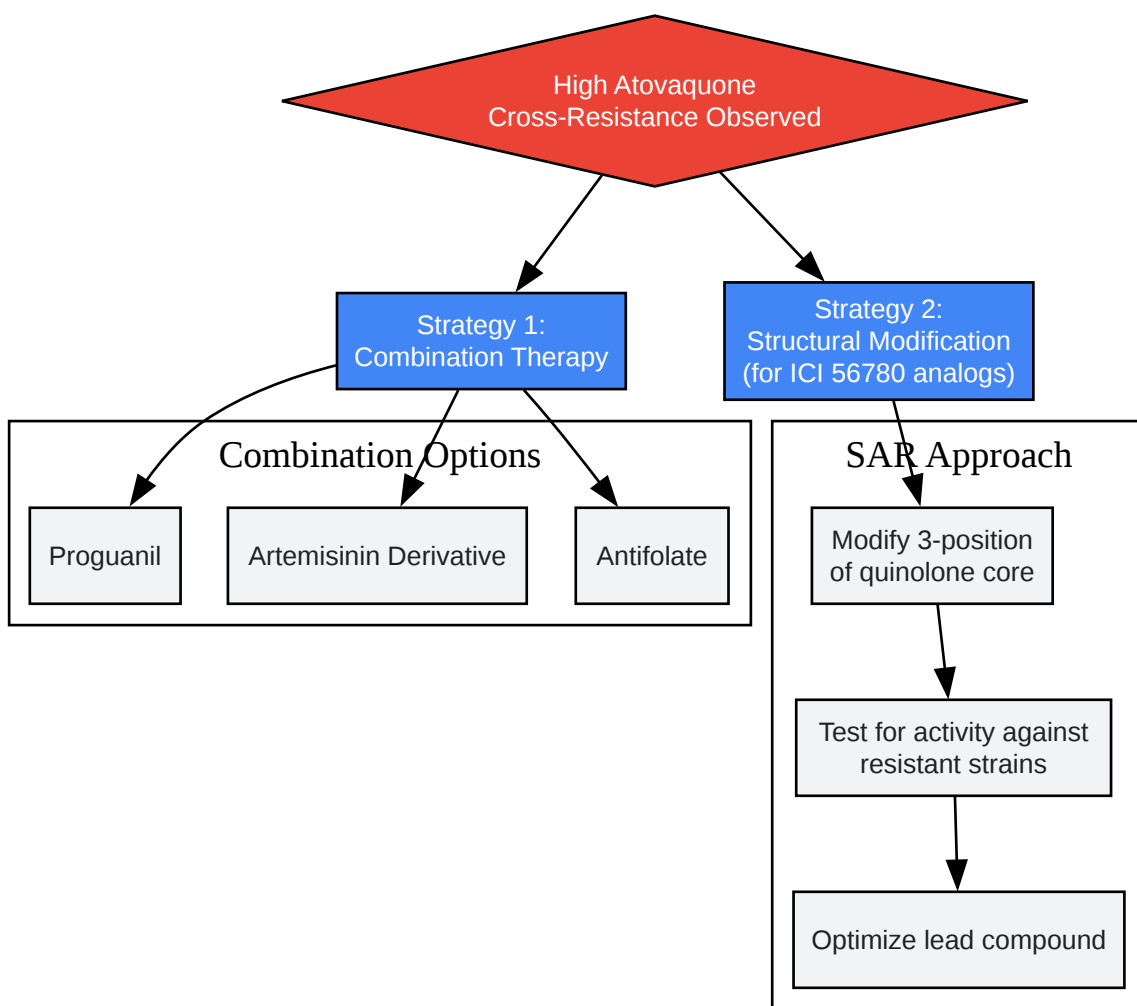 High Atovaquone
Cross-Resistance Observed
Strategy 1:
Combination Therapy
Strategy 2:
Structural Modification
(for ICI 56780 analogs)
Combination Options
SAR Approach
Proguanil
Artemisinin Derivative
Antifolate
Modify 3-position
of quinolone core
Test for activity against
resistant strains
Optimize lead compound